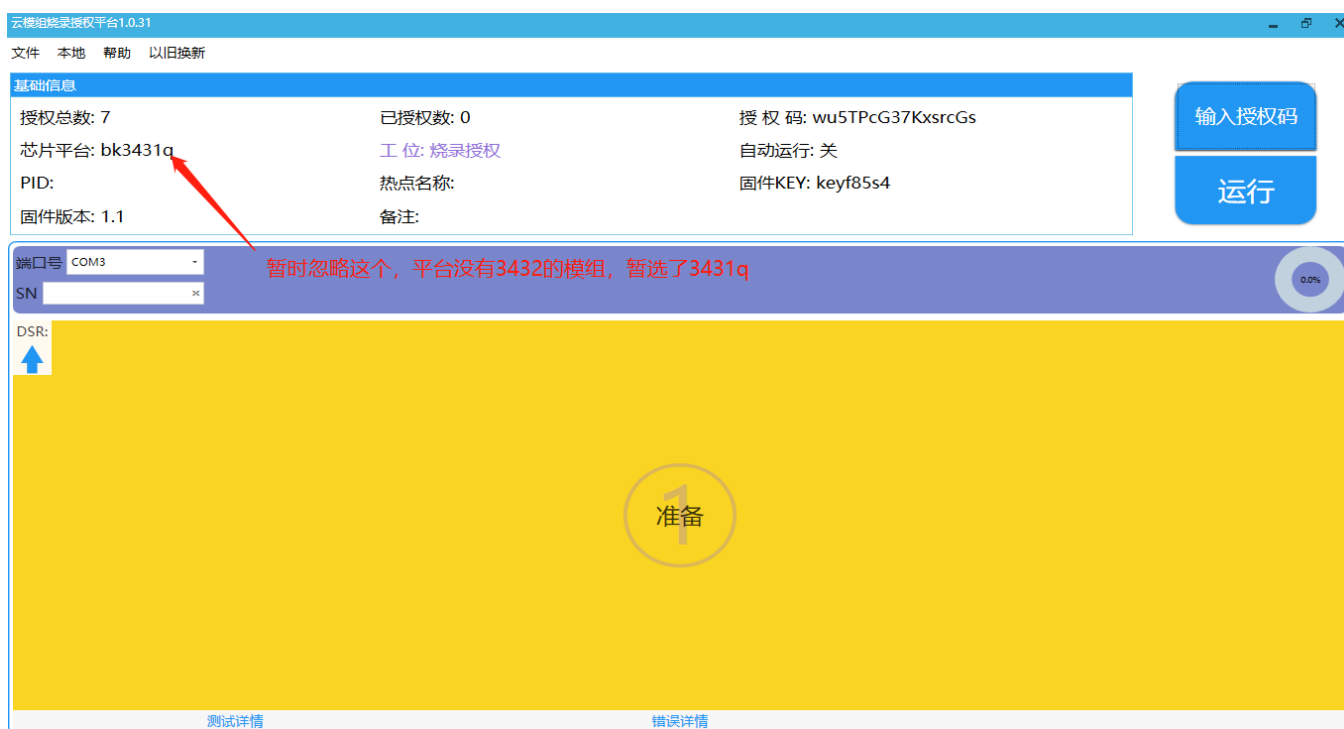 云模组烧录授权平台1.0.31
文件 本地 帮助 以旧换新
基础信息
授权总数: 7 已授权数: 0 授 权 码: wu5TPcG37KxsrcGs
输入授权码
芯片平台: bk3431q 工 位: 烧录授权 自动运行: 关
PID: 热点名称: 固件KEY: keyf85s4
运行
固件版本: 1.1 备注:
端口号 COM3
暂时忽略这个，平台没有3432的模组，暂选了3431q
0.0%
SN
DSR:
1
准备
测试详情 错误详情